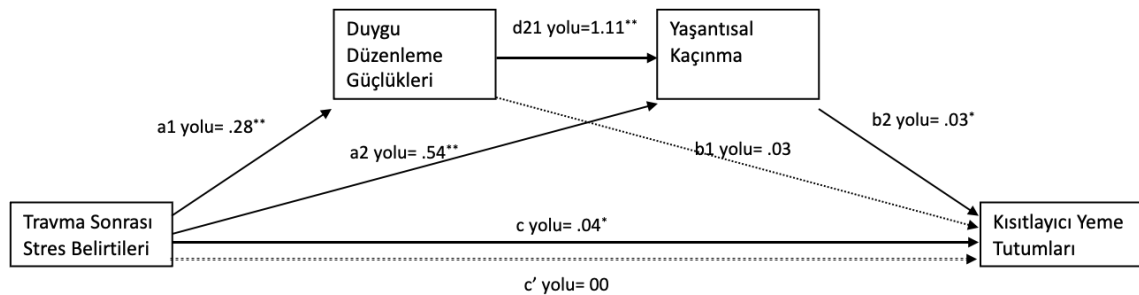 Duygu
Düzenleme
Güçlükleri
d21 yolu=1.11**
Yaşantısal
Kaçınma
a1 yolu= .28**
a2 yolu= .54**
b1 yolu= .03
b2 yolu= .03*
Travma Sonrası
Stres Belirtileri
c yolu= .04*
Kısıtlayıcı Yeme
Tutumları
c’ yolu= 00